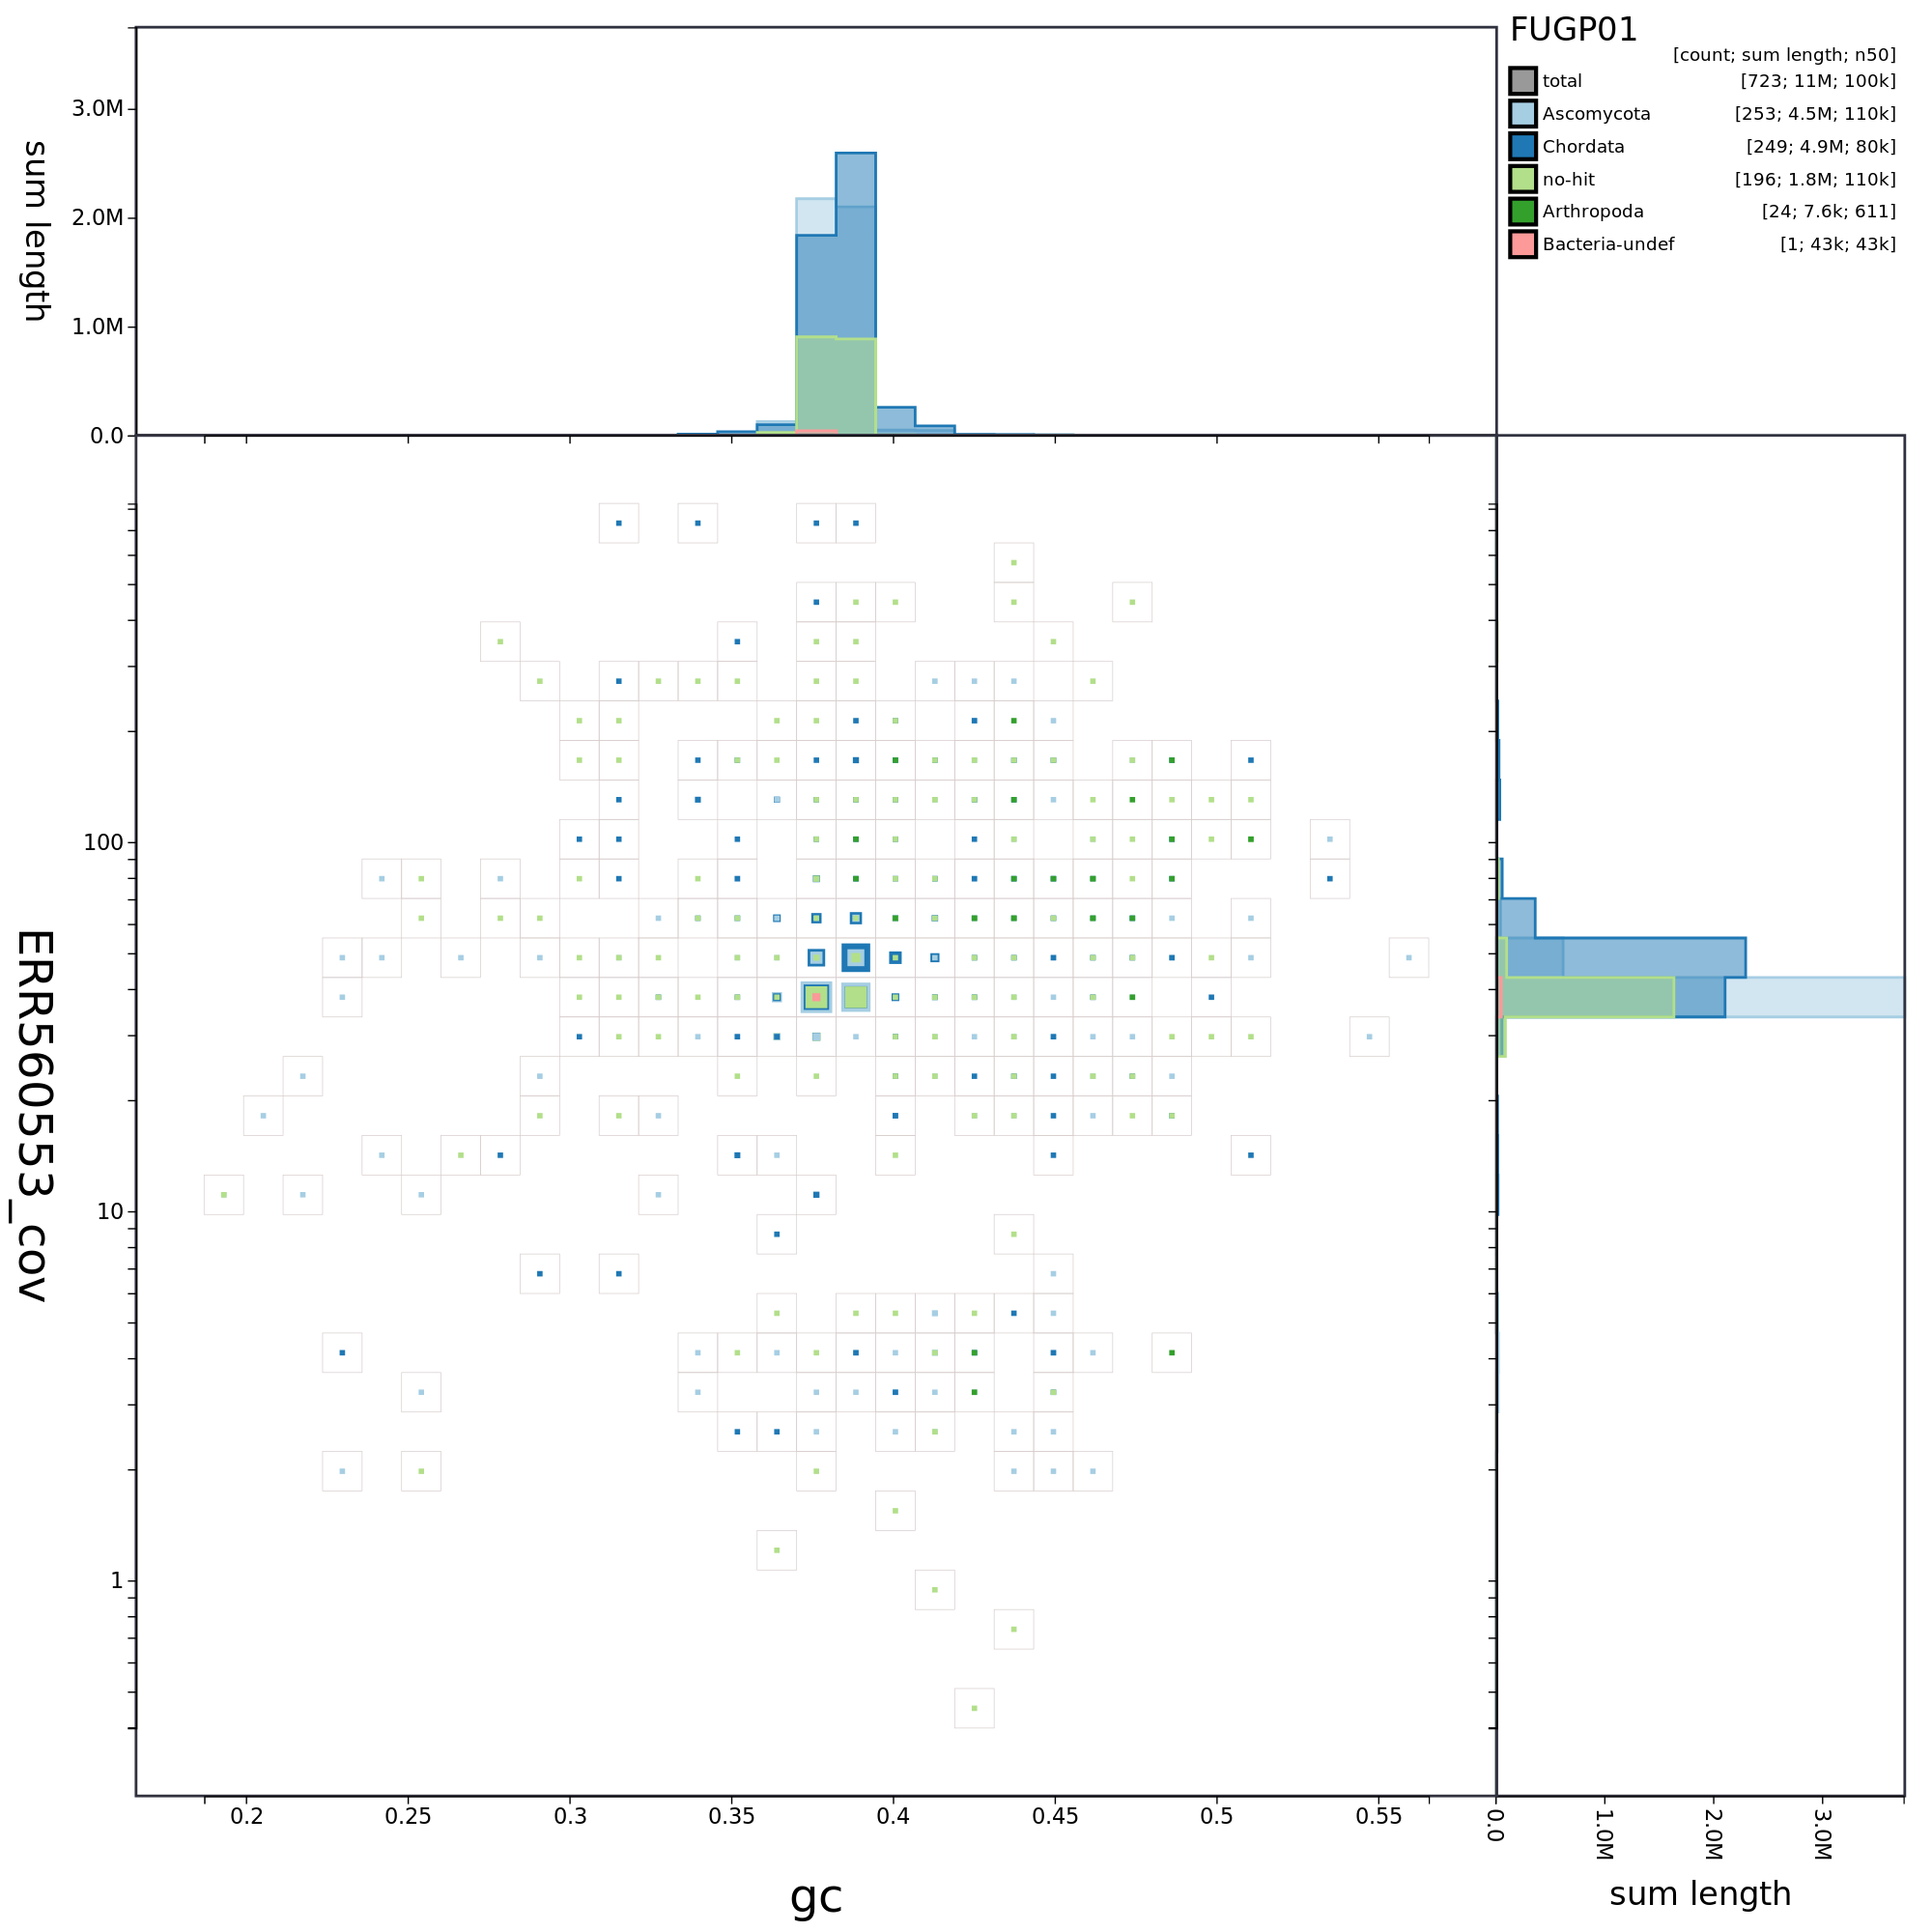 FUGP01
[count; sum length; n50]
total [723; 11M; 100k]
Ascomycota [253; 4.5M; 110k]
Chordata [249; 4.9M; 80k]
no-hit [196; 1.8M; 110k]
Arthropoda [24; 7.6k; 611]
Bacteria-undef [1; 43k; 43k]
sum length
3.0M
2.0M
1.0M
0.0
ERR560553_cov
100
10
1
0.2 0.25 0.3 0.35 0.4 0.45 0.5 0.55
gc
0.0 1.0M 2.0M 3.0M
sum length